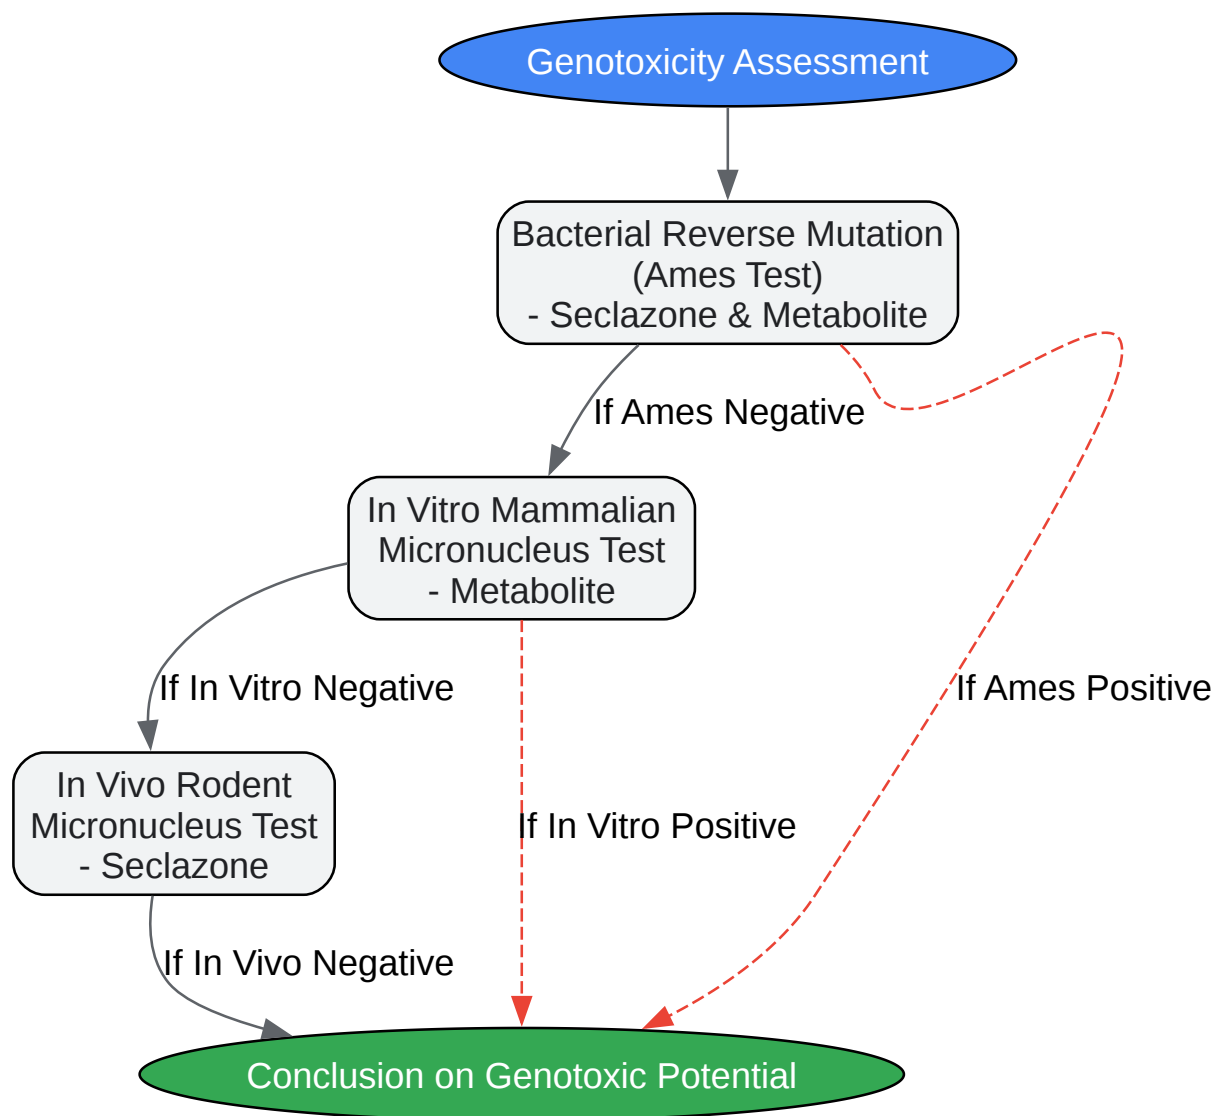 Genotoxicity Assessment
Bacterial Reverse Mutation
(Ames Test)
- Seclazone & Metabolite
If Ames Negative
In Vitro Mammalian
Micronucleus Test
- Metabolite
If In Vitro Negative
If Ames Positive
In Vivo Rodent
Micronucleus Test
- Seclazone
If In Vitro Positive
If In Vivo Negative
Conclusion on Genotoxic Potential